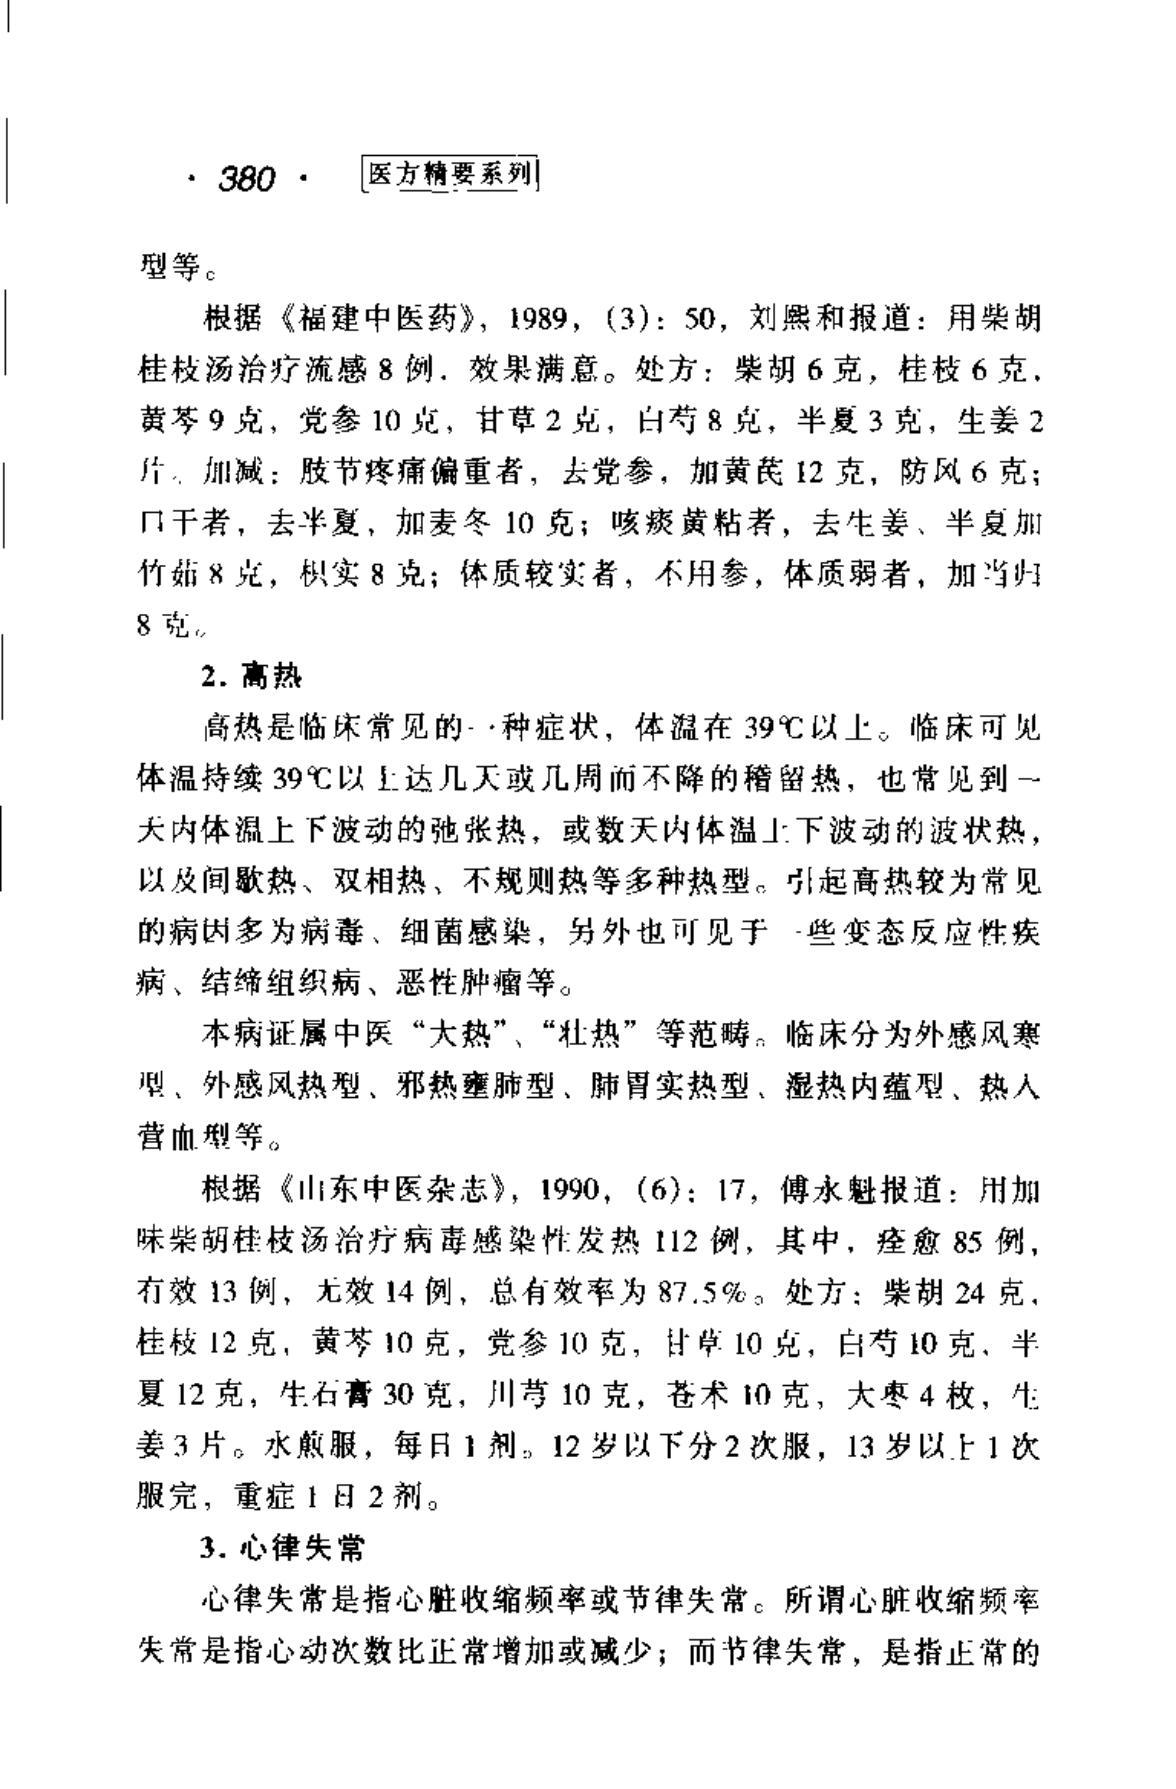 · 380 ·  医方精要系列
型等。
根据《福建中医药》，1989，(3)：50，刘熙和报道：用柴胡
桂枝汤治疗流感 8 例．效果满意。处方：柴胡 6 克，桂枝 6 克．
黄芩 9 克，党参 10 克，甘草 2 克，白芍 8 克，半夏 3 克，生姜 2
片。加减：肢节疼痛偏重者，去党参，加黄芪 12 克，防风 6 克；
口干者，去半夏，加麦冬 10 克；咳痰黄粘者，去生姜、半夏加
竹茹 8 克，枳实 8 克；体质较实者，不用参，体质弱者，加当归
8 克。
2. 高热
高热是临床常见的一种症状，体温在 39℃以上。临床可见
体温持续 39℃以上达几天或几周而不降的稽留热，也常见到一
天内体温上下波动的弛张热，或数天内体温上下波动的波状热，
以及间歇热、双相热、不规则热等多种热型。引起高热较为常见
的病因多为病毒、细菌感染，另外也可见于一些变态反应性疾
病、结缔组织病、恶性肿瘤等。
本病证属中医“大热”、“壮热”等范畴。临床分为外感风寒
型、外感风热型、邪热壅肺型、肺胃实热型、湿热内蕴型、热入
营血型等。
根据《山东中医杂志》，1990，(6)：17，傅永魁报道：用加
味柴胡桂枝汤治疗病毒感染性发热 112 例，其中，痊愈 85 例，
有效 13 例，无效 14 例，总有效率为 87.5%。处方：柴胡 24 克，
桂枝 12 克，黄芩 10 克，党参 10 克，甘草 10 克，白芍 10 克，半
夏 12 克，生石膏 30 克，川芎 10 克，苍术 10 克，大枣 4 枚，生
姜 3 片。水煎服，每日 1 剂。12 岁以下分 2 次服，13 岁以上 1 次
服完，重症 1 日 2 剂。
3. 心律失常
心律失常是指心脏收缩频率或节律失常。所谓心脏收缩频率
失常是指心动次数比正常增加或减少；而节律失常，是指正常的